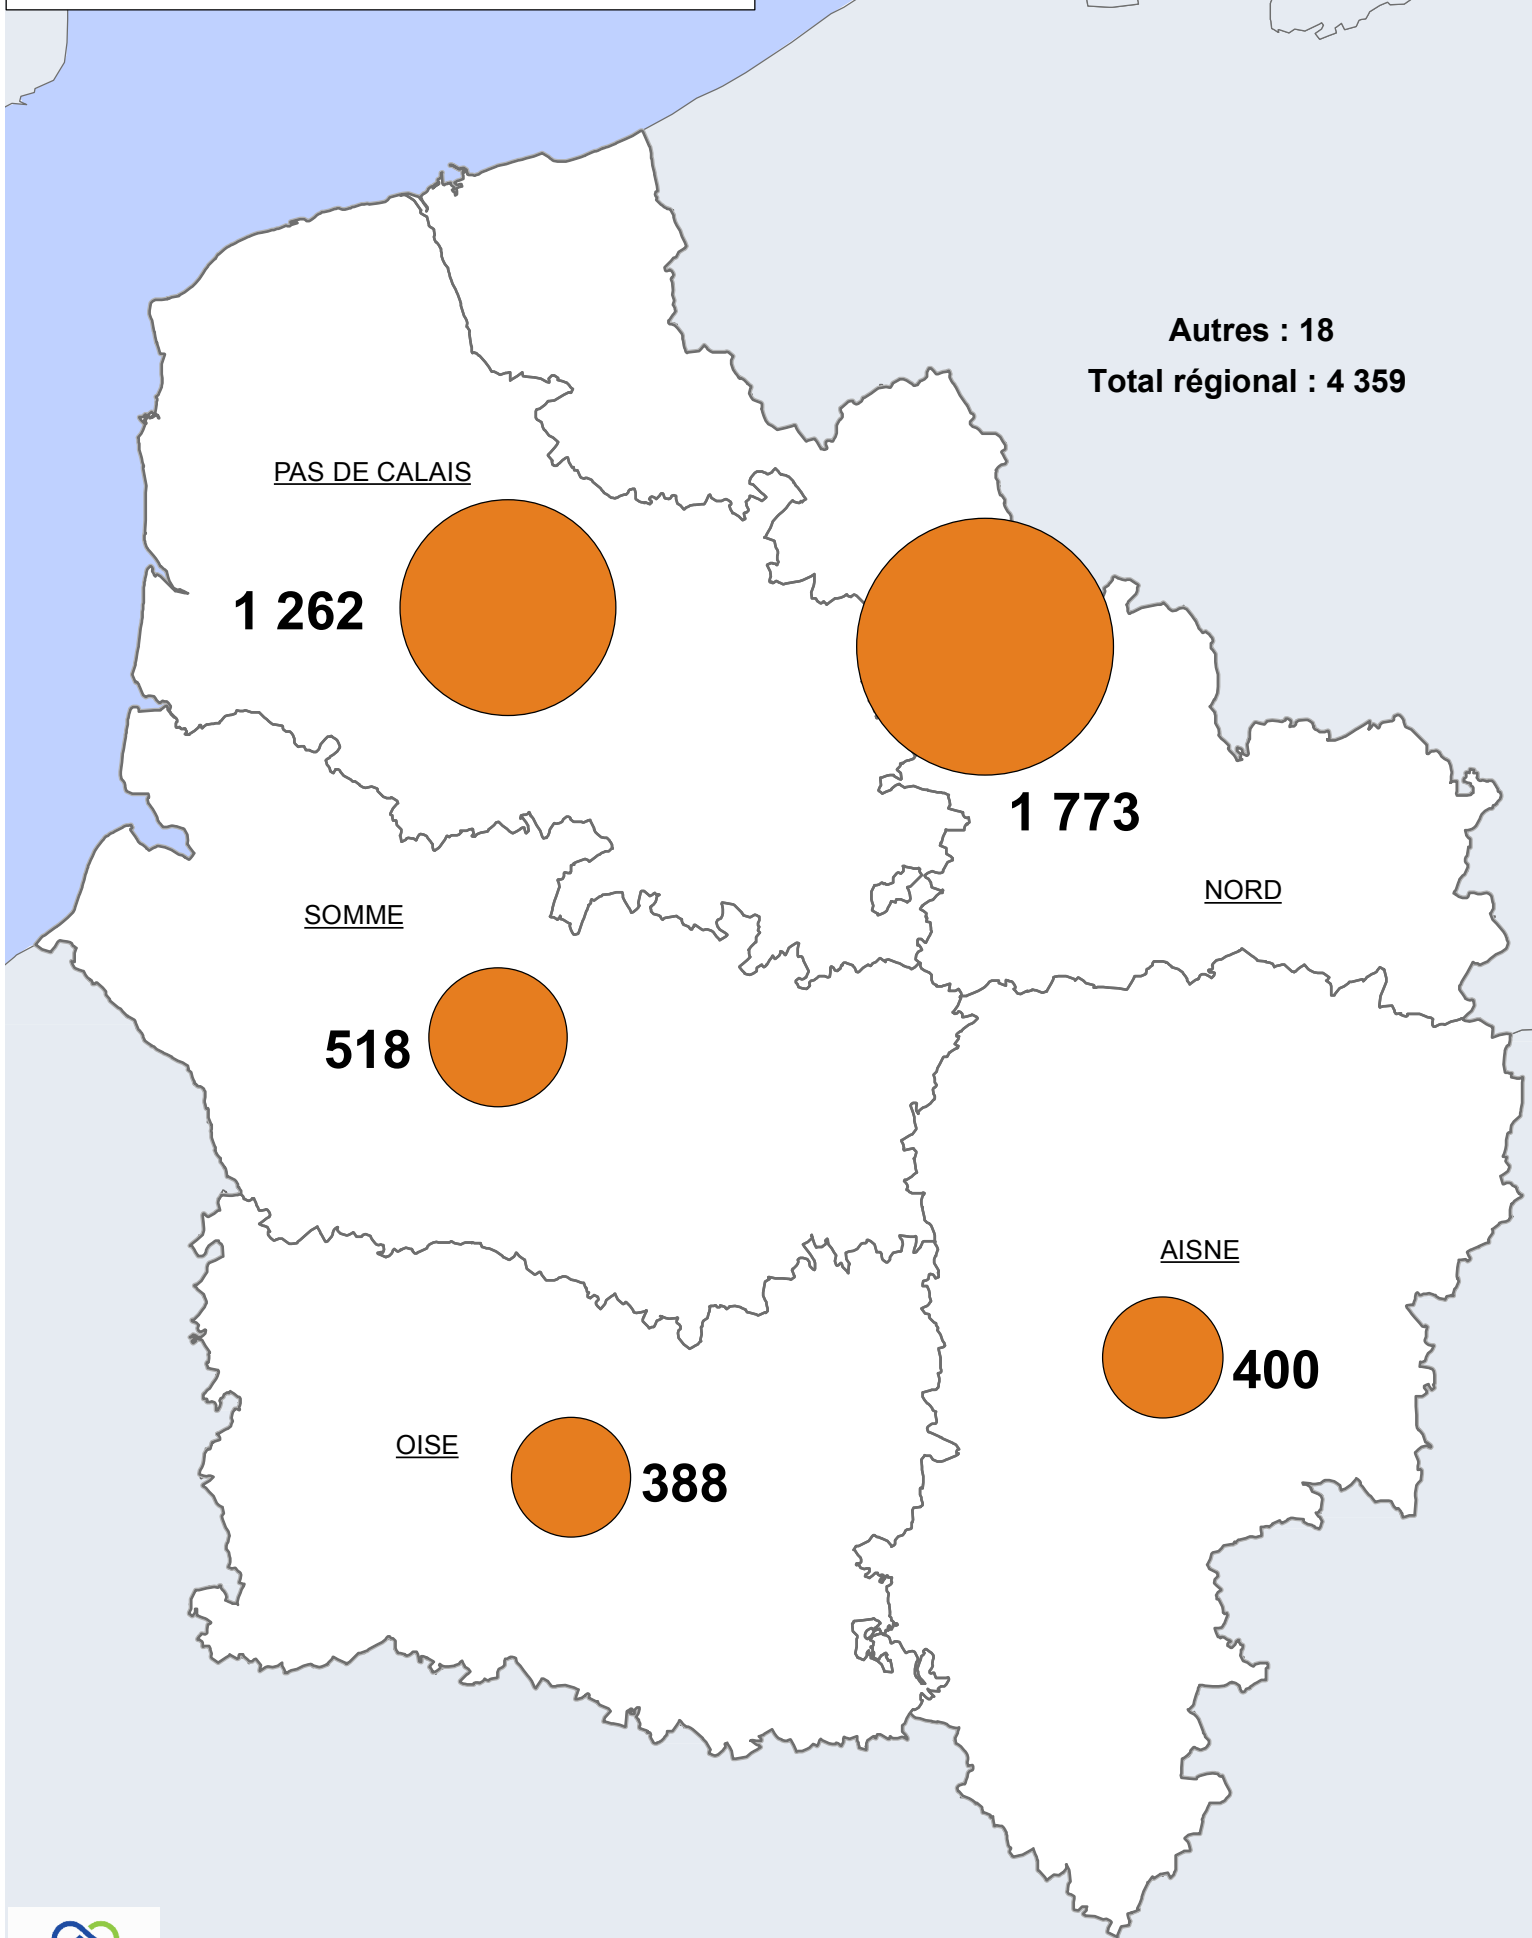 Autres : 18
Total régional : 4 359
PAS DE CALAIS
1 262
1 773
NORD
SOMME
518
AISNE
400
OISE
388